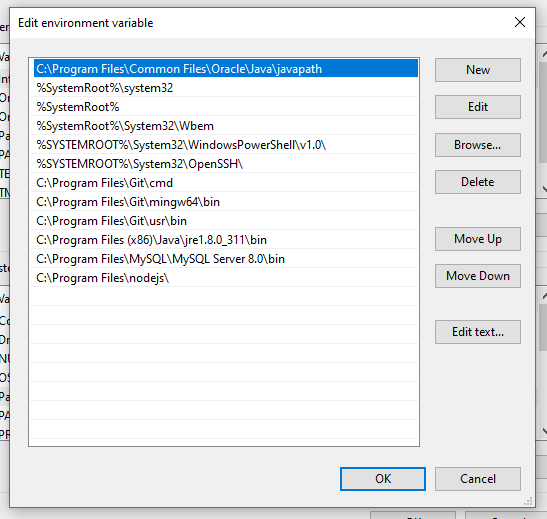 Edit environment variable
C:\Program Files\Common Files\Oracle\Java\javapath
%SystemRoot%\system32
%SystemRoot%
%SystemRoot%\System32\Wbem
%SYSTEMROOT%\System32\WindowsPowerShell\v1.0\
%SYSTEMROOT%\System32\OpenSSH\
C:\Program Files\Git\cmd
C:\Program Files\Git\mingw64\bin
C:\Program Files\Git\usr\bin
C:\Program Files (x86)\Java\jre1.8.0_311\bin
C:\Program Files\MySQL\MySQL Server 8.0\bin
C:\Program Files\nodejs\
New
Edit
Browse...
Delete
Move Up
Move Down
Edit text...
OK
Cancel